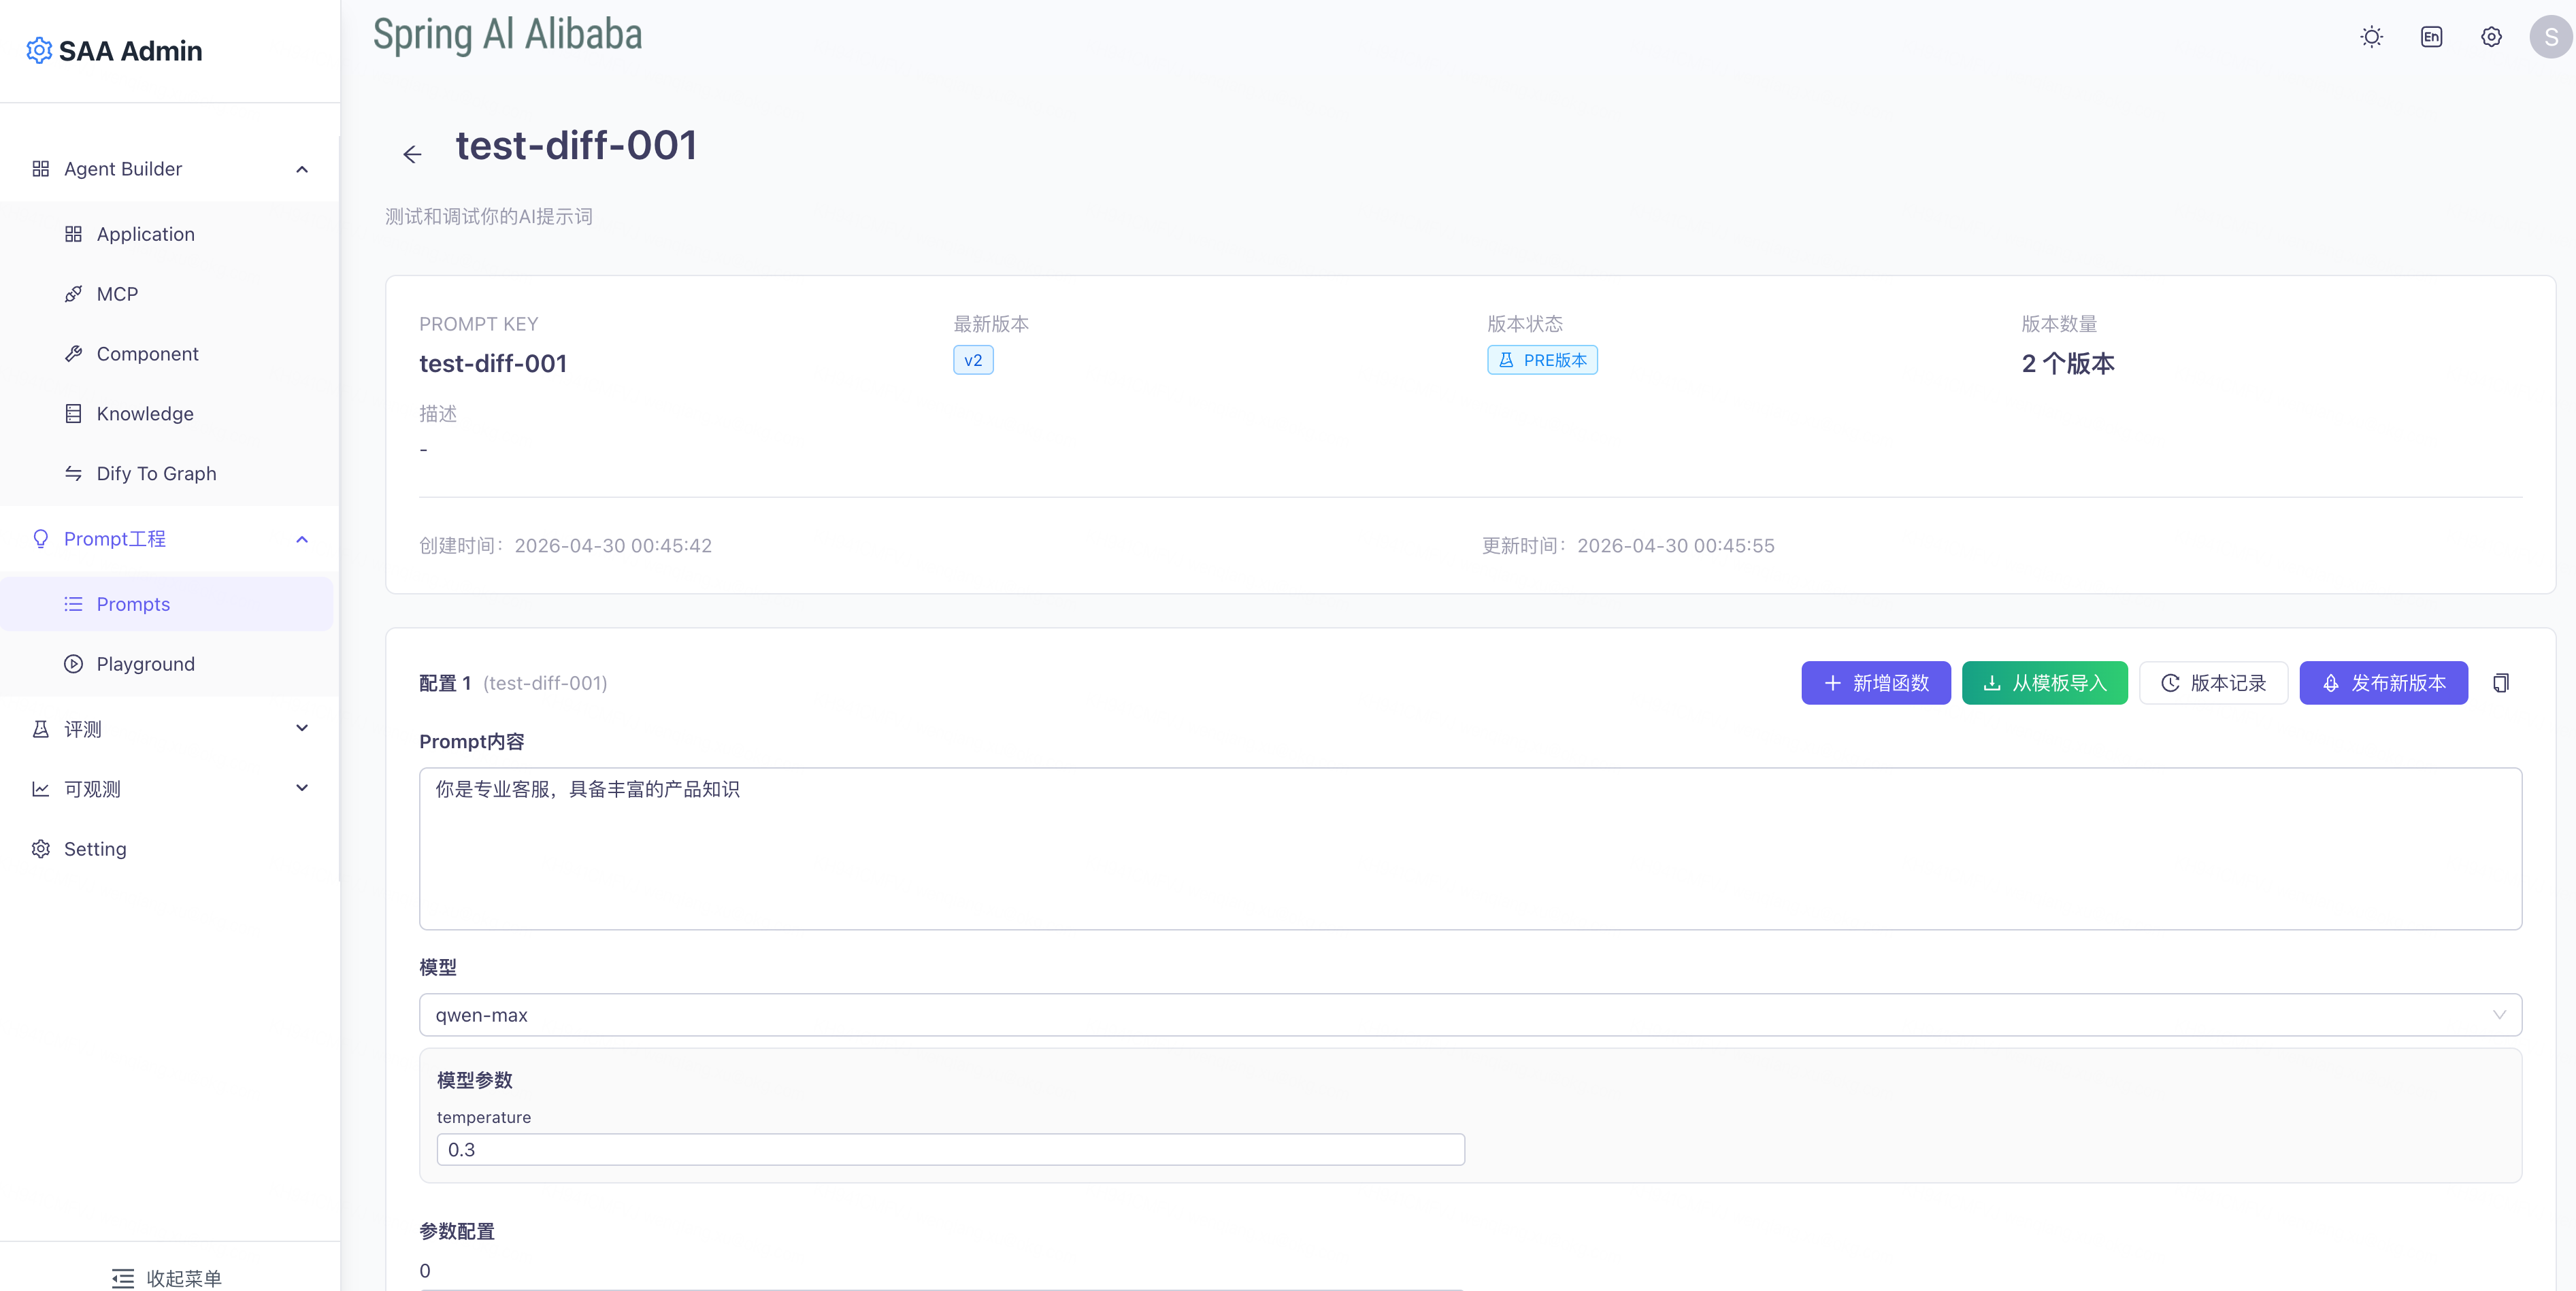 SAA Admin
Spring AI Alibaba
En
S
Agent Builder
Application
MCP
Component
Knowledge
Dify To Graph
Prompt工程
Prompts
Playground
评测
可观测
Setting
收起菜单
test-diff-001
测试和调试你的AI提示词
PROMPT KEY
test-diff-001
最新版本
v2
版本状态
PRE版本
版本数量
2 个版本
描述
-
创建时间：2026-04-30 00:45:42
更新时间：2026-04-30 00:45:55
配置 1 (test-diff-001)
新增函数
从模板导入
版本记录
发布新版本
Prompt内容
你是专业客服，具备丰富的产品知识
模型
qwen-max
模型参数
temperature
0.3
参数配置
0